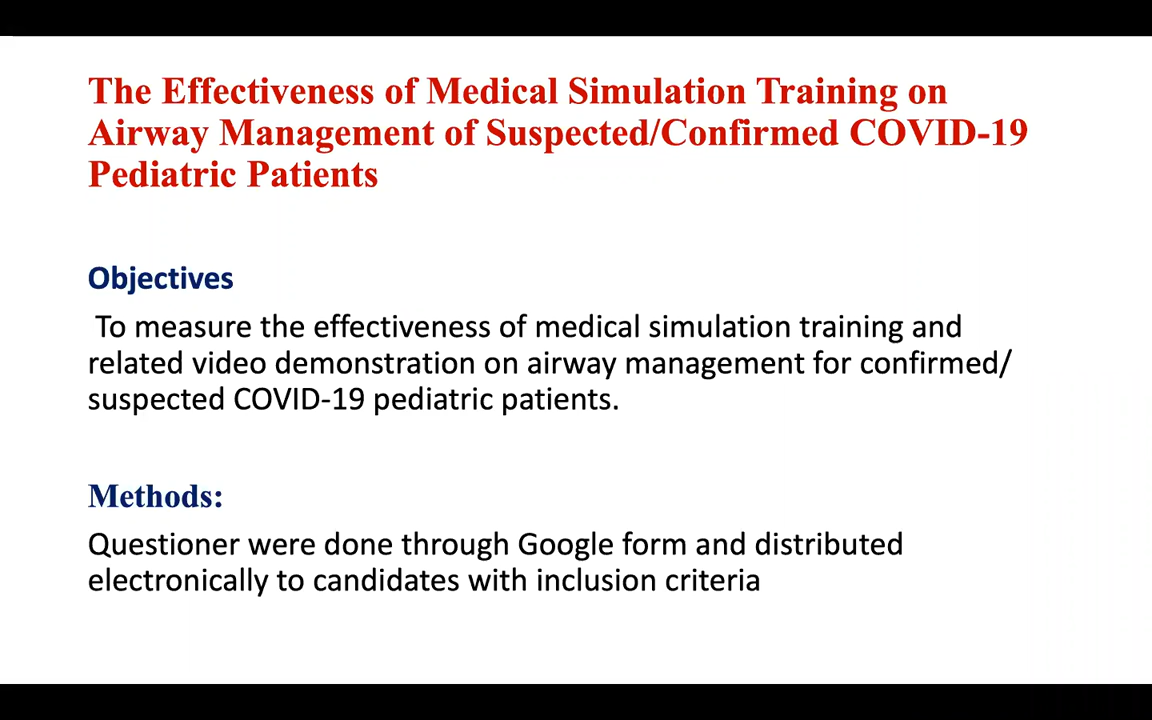 The Effectiveness of Medical Simulation Training on
Airway Management of Suspected/Confirmed COVID-19
Pediatric Patients
Objectives
To measure the effectiveness of medical simulation training and
related video demonstration on airway management for confirmed/
suspected COVID-19 pediatric patients.
Methods:
Questioner were done through Google form and distributed
electronically to candidates with inclusion criteria